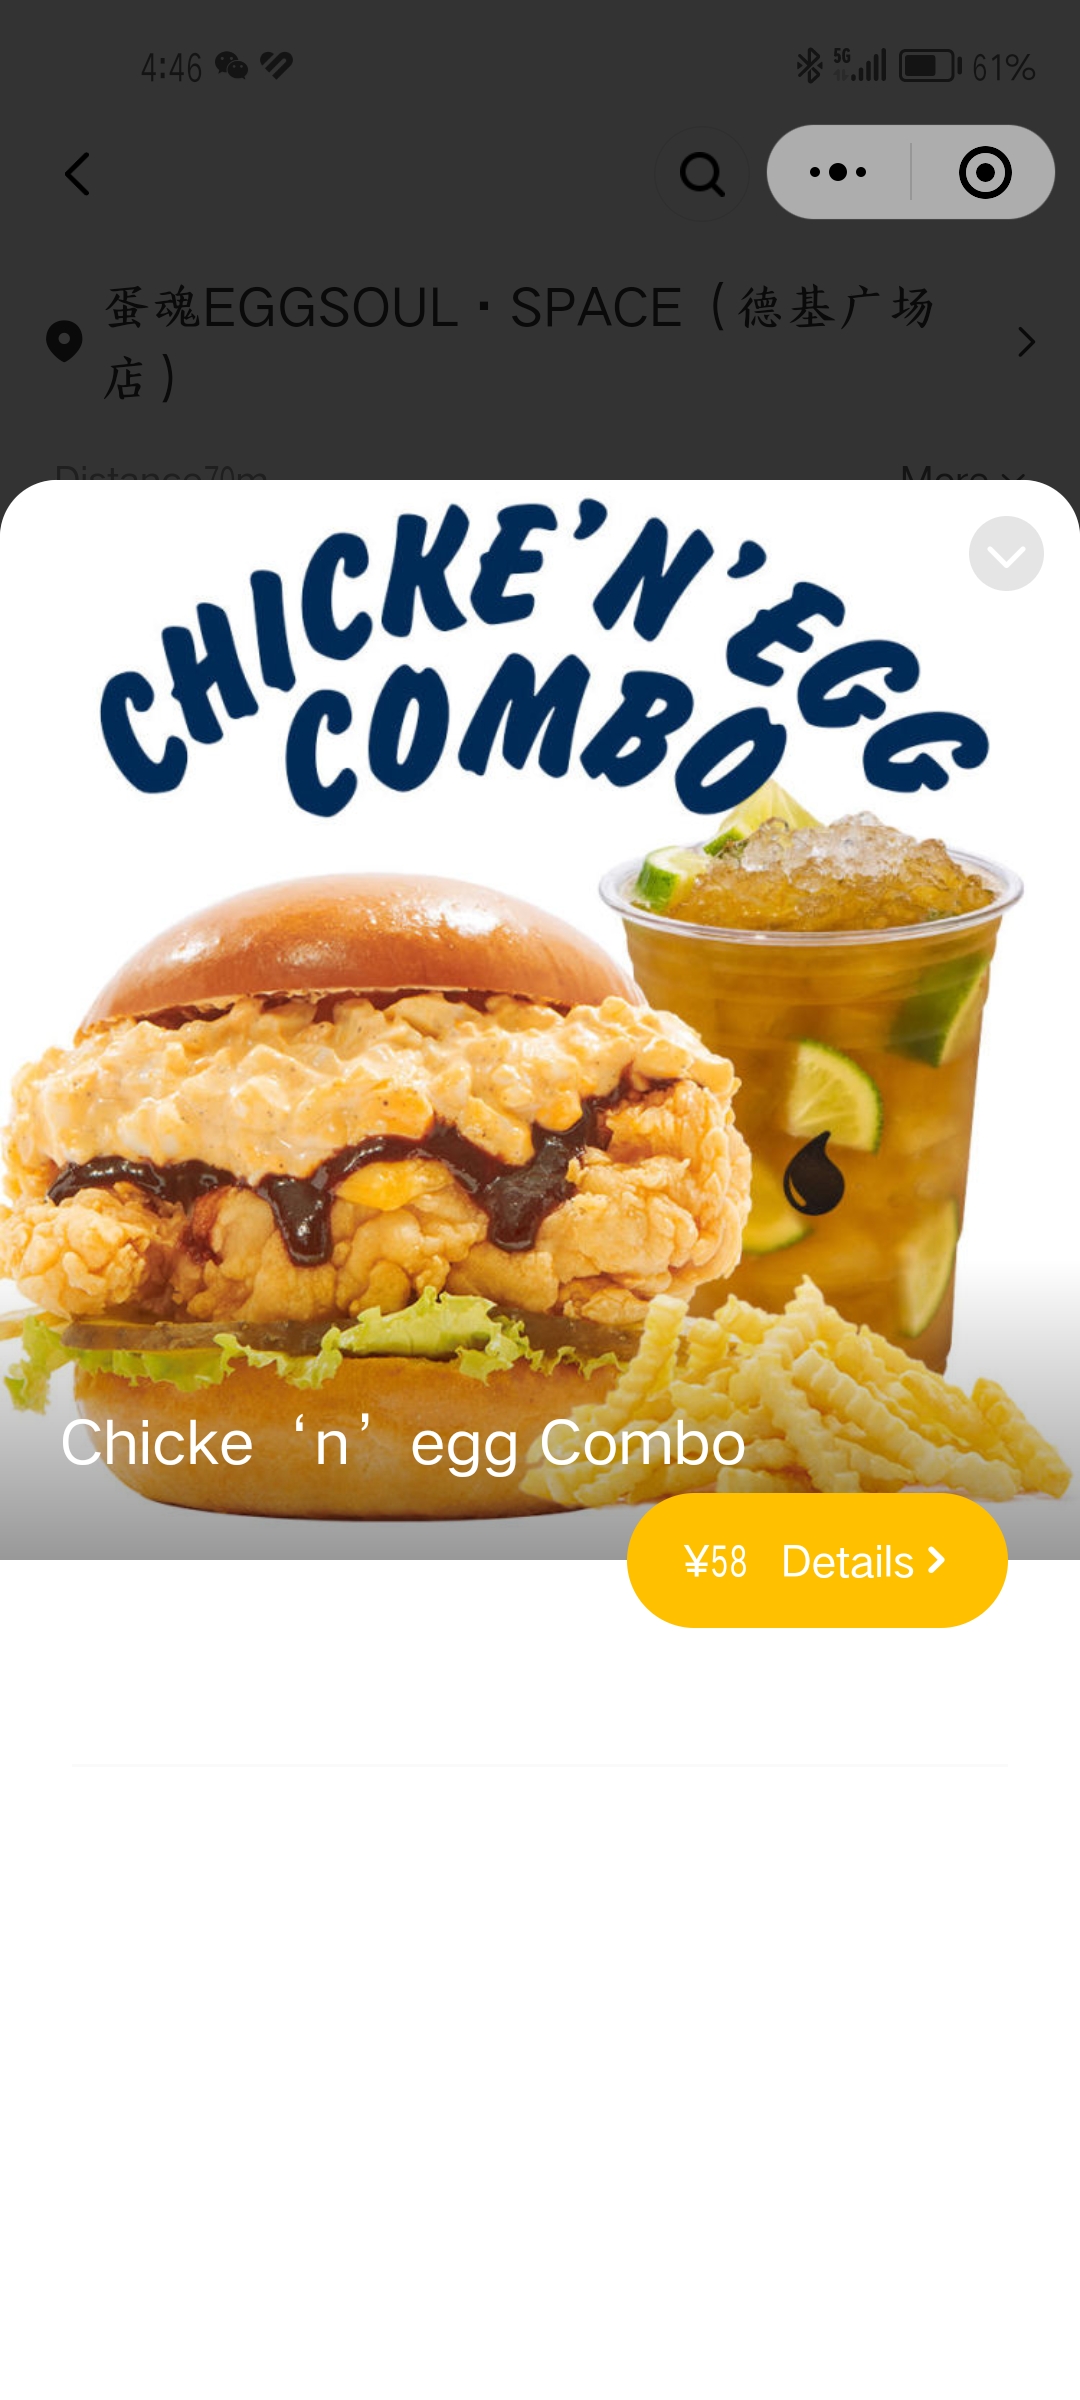 4:46
5G
61%
蛋魂EGGSOUL·SPACE（德基广场
店）
Distance70m
More
CHICKE'N'EGG
COMBO
Chicke‘n’egg Combo
¥58 Details